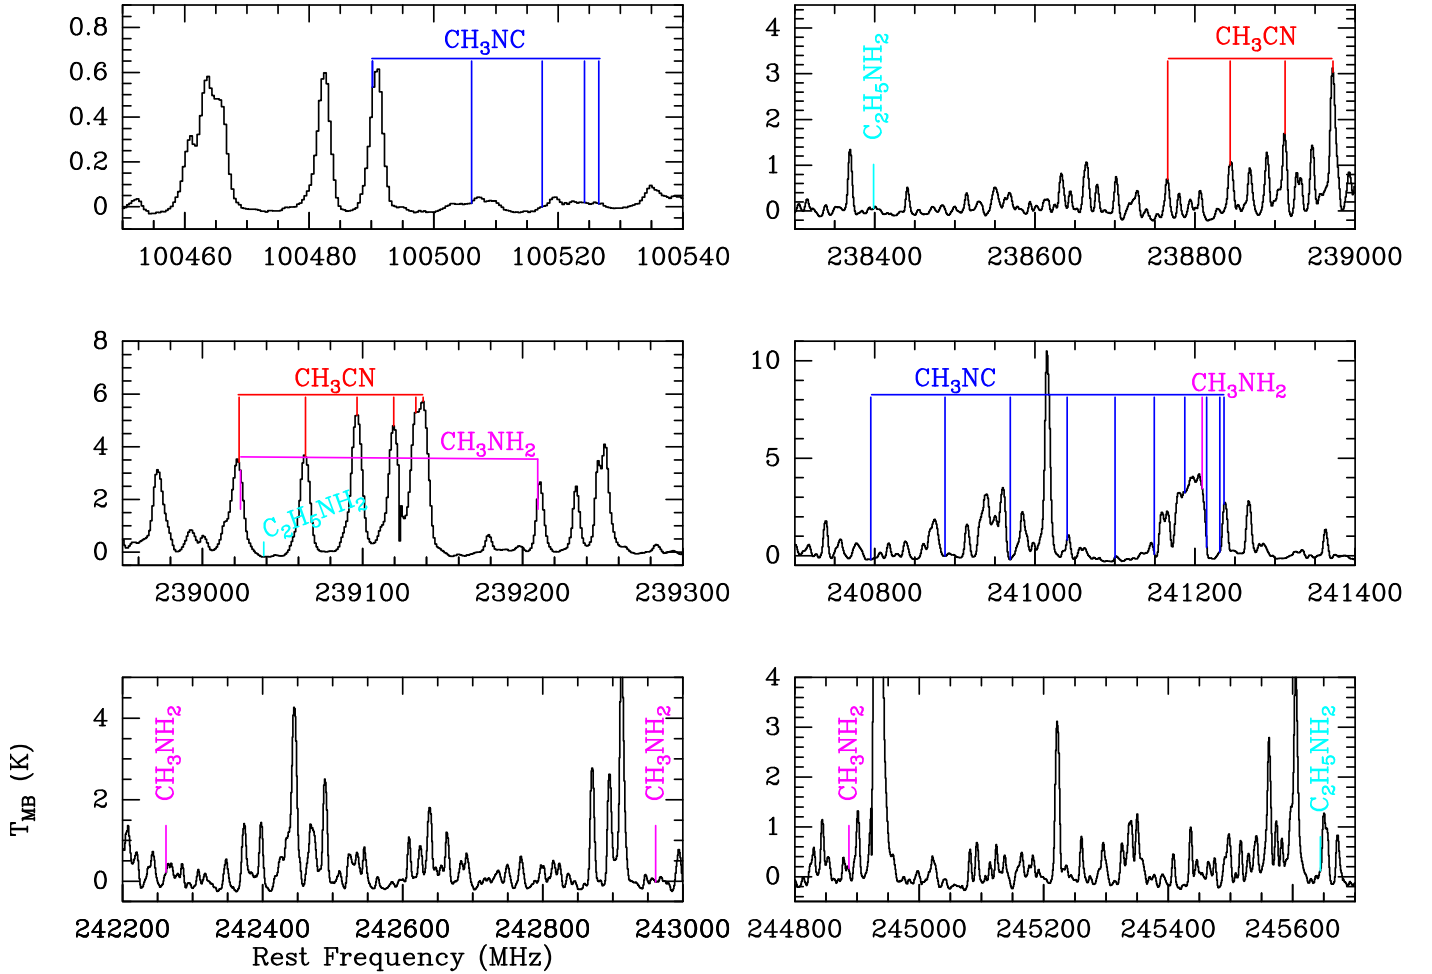 CH₃NC
0.8
0.6
0.4
0.2
0
100460 100480 100500 100520 100540
C₂H₅NH₂
CH₃CN
4
3
2
1
0
238400 238600 238800 239000
CH₃CN
CH₃NH₂
C₂H₅NH₂
8
6
4
2
0
239000 239100 239200 239300
CH₃NC
CH₃NH₂
10
5
0
240800 241000 241200 241400
CH₃NH₂
CH₃NH₂
4
2
0
242200 242400 242600 242800 243000
T_MB (K)
Rest Frequency (MHz)
CH₃NH₂
C₂H₅NH₂
4
3
2
1
0
244800 245000 245200 245400 245600